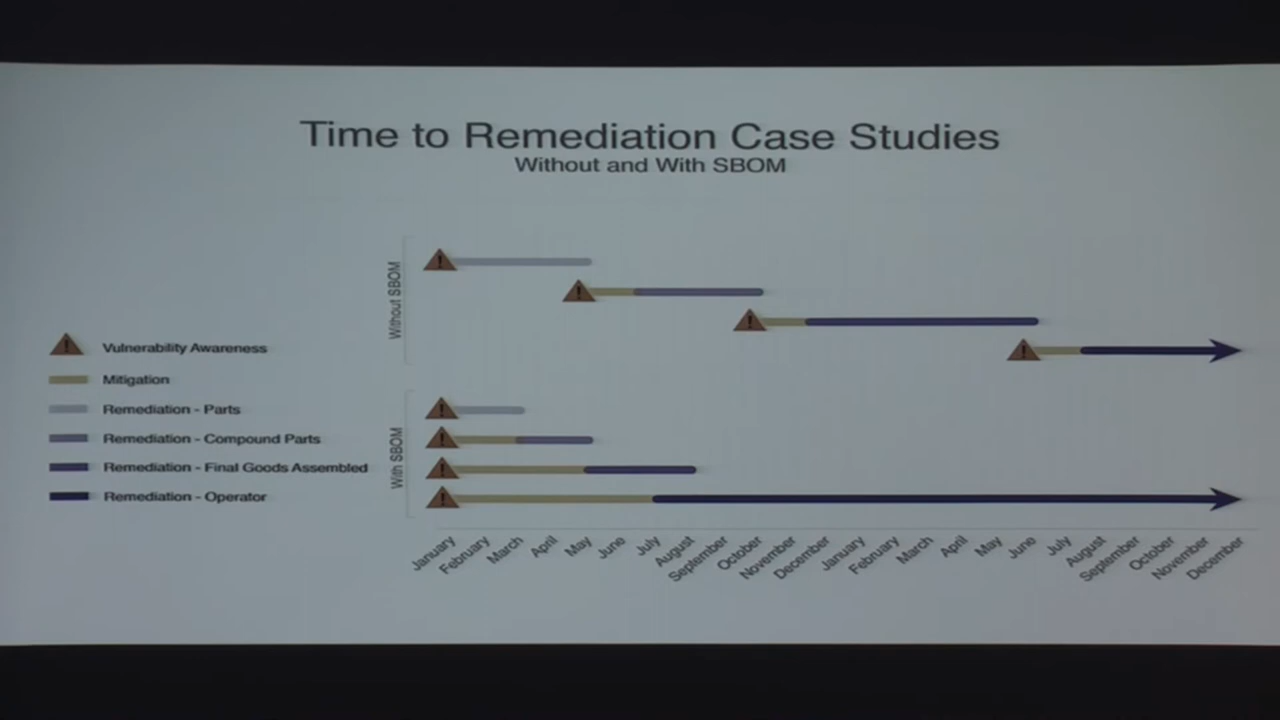 Time to Remediation Case Studies
Without and With SBOM
Without SBOM
With SBOM
Vulnerability Awareness
Mitigation
Remediation - Parts
Remediation - Compound Parts
Remediation - Final Goods Assembled
Remediation - Operator
January
February
March
April
May
June
July
August
September
October
November
December
January
February
March
April
May
June
July
August
September
October
November
December